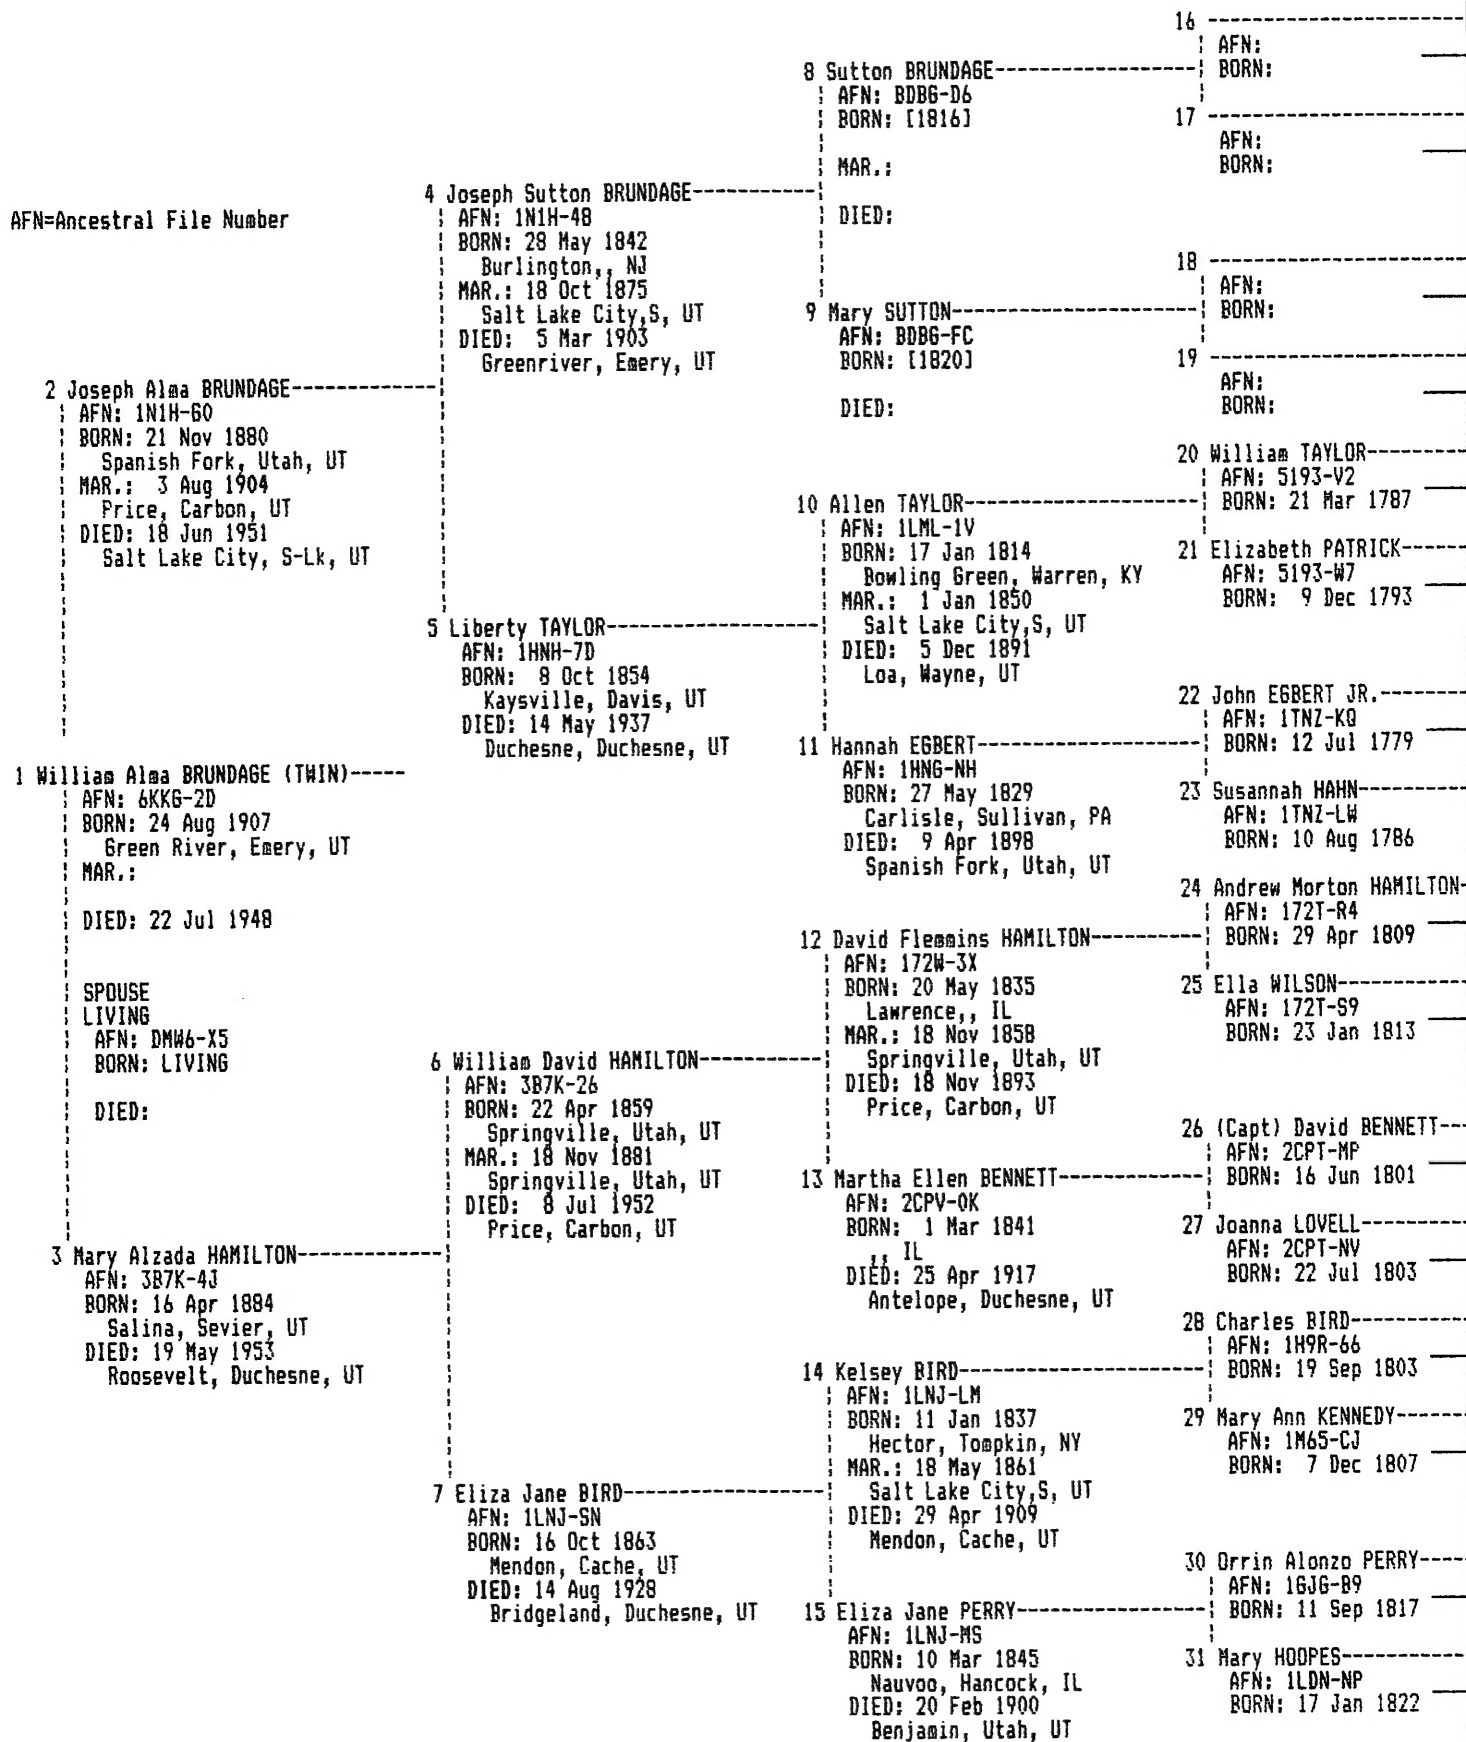 AFN=Ancestral File Number
1 William Alma BRUNDAGE (TWIN)-----
AFN: 6KKG-2D
BORN: 24 Aug 1907
Green River, Emery, UT
MAR.:
DIED: 22 Jul 1948
SPOUSE
LIVING
AFN: DMW6-X5
BORN: LIVING
DIED:
2 Joseph Alma BRUNDAGE------------
AFN: 1N1H-60
BORN: 21 Nov 1880
Spanish Fork, Utah, UT
MAR.: 3 Aug 1904
Price, Carbon, UT
DIED: 18 Jun 1951
Salt Lake City, S-Lk, UT
3 Mary Alzada HAMILTON------------
AFN: 3B7K-4J
BORN: 16 Apr 1884
Salina, Sevier, UT
DIED: 19 May 1953
Roosevelt, Duchesne, UT
4 Joseph Sutton BRUNDAGE----------
AFN: 1N1H-48
BORN: 28 May 1842
Burlington,, NJ
MAR.: 18 Oct 1875
Salt Lake City,S, UT
DIED: 5 Mar 1903
Greenriver, Emery, UT
5 Liberty TAYLOR-----------------
AFN: 1HNH-7D
BORN: 8 Oct 1854
Kaysville, Davis, UT
DIED: 14 May 1937
Duchesne, Duchesne, UT
6 William David HAMILTON----------
AFN: 3B7K-26
BORN: 22 Apr 1859
Springville, Utah, UT
MAR.: 18 Nov 1881
Springville, Utah, UT
DIED: 8 Jul 1952
Price, Carbon, UT
7 Eliza Jane BIRD-----------------
AFN: 1LNJ-SN
BORN: 16 Oct 1863
Mendon, Cache, UT
DIED: 14 Aug 1928
Bridgeland, Duchesne, UT
8 Sutton BRUNDAGE----------------
AFN: BDBG-D6
BORN: [1816]
MAR.:
DIED:
9 Mary SUTTON--------------------
AFN: BDBG-FC
BORN: [1820]
DIED:
10 Allen TAYLOR-------------------
AFN: 1LML-1V
BORN: 17 Jan 1814
Bowling Green, Warren, KY
MAR.: 1 Jan 1850
Salt Lake City,S, UT
DIED: 5 Dec 1891
Loa, Wayne, UT
11 Hannah EGBERT------------------
AFN: 1HNG-NH
BORN: 27 May 1829
Carlisle, Sullivan, PA
DIED: 9 Apr 1898
Spanish Fork, Utah, UT
12 David Flemmins HAMILTON---------
AFN: 172W-3X
BORN: 20 May 1835
Lawrence,, IL
MAR.: 18 Nov 1858
Springville, Utah, UT
DIED: 18 Nov 1893
Price, Carbon, UT
13 Martha Ellen BENNETT------------
AFN: 2CPV-0K
BORN: 1 Mar 1841
,, IL
DIED: 25 Apr 1917
Antelope, Duchesne, UT
14 Kelsey BIRD--------------------
AFN: 1LNJ-LM
BORN: 11 Jan 1837
Hector, Tompkin, NY
MAR.: 18 May 1861
Salt Lake City,S, UT
DIED: 29 Apr 1909
Mendon, Cache, UT
15 Eliza Jane PERRY---------------
AFN: 1LNJ-MS
BORN: 10 Mar 1845
Nauvoo, Hancock, IL
DIED: 20 Feb 1900
Benjamin, Utah, UT
16 ---------------------
AFN:
BORN:
17 ---------------------
AFN:
BORN:
18 ---------------------
AFN:
BORN:
19 ---------------------
AFN:
BORN:
20 William TAYLOR--------
AFN: 5193-V2
BORN: 21 Mar 1787
21 Elizabeth PATRICK-----
AFN: 5193-W7
BORN: 9 Dec 1793
22 John EGBERT JR.-------
AFN: 1TNZ-KQ
BORN: 12 Jul 1779
23 Susannah HAHN---------
AFN: 1TNZ-LW
BORN: 10 Aug 1786
24 Andrew Morton HAMILTON-
AFN: 172T-R4
BORN: 29 Apr 1809
25 Ella WILSON-----------
AFN: 172T-S9
BORN: 23 Jan 1813
26 (Capt) David BENNETT---
AFN: 2CPT-MP
BORN: 16 Jun 1801
27 Joanna LOVELL---------
AFN: 2CPT-NV
BORN: 22 Jul 1803
28 Charles BIRD----------
AFN: 1H9R-66
BORN: 19 Sep 1803
29 Mary Ann KENNEDY------
AFN: 1M65-CJ
BORN: 7 Dec 1807
30 Orrin Alonzo PERRY----
AFN: 1GJG-B9
BORN: 11 Sep 1817
31 Mary HOOPES-----------
AFN: 1LDN-NP
BORN: 17 Jan 1822